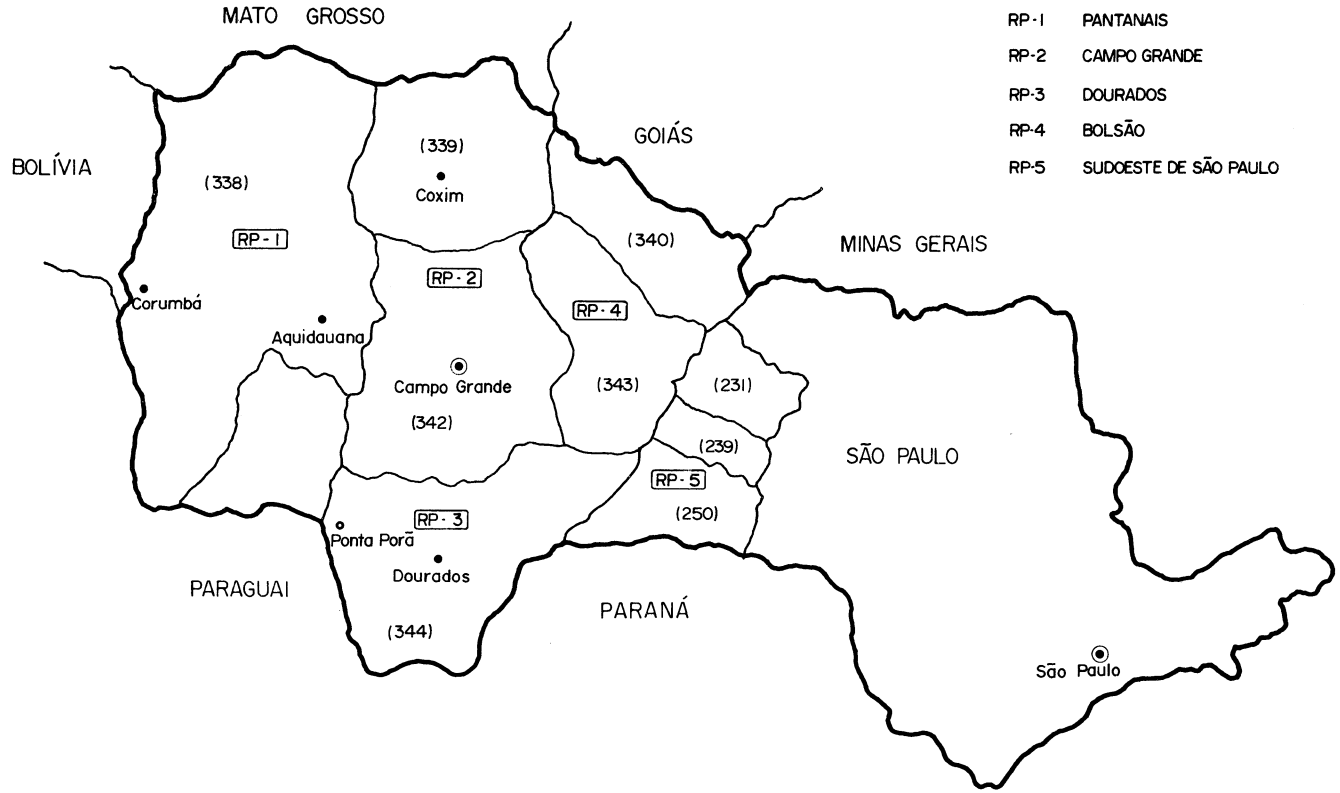 MATO GROSSO
RP-1 PANTANAIS
RP-2 CAMPO GRANDE
RP-3 DOURADOS
RP-4 BOLSÃO
RP-5 SUDOESTE DE SÃO PAULO
GOIÁS
BOLÍVIA
(339)
Coxim
(338)
RP-1
(340)
MINAS GERAIS
RP-2
Corumbá
RP-4
Aquidauana
Campo Grande
(343)
(231)
(342)
(239)
SÃO PAULO
RP-5
(250)
RP-3
Ponta Porã
Dourados
PARAGUAI
PARANÁ
(344)
São Paulo